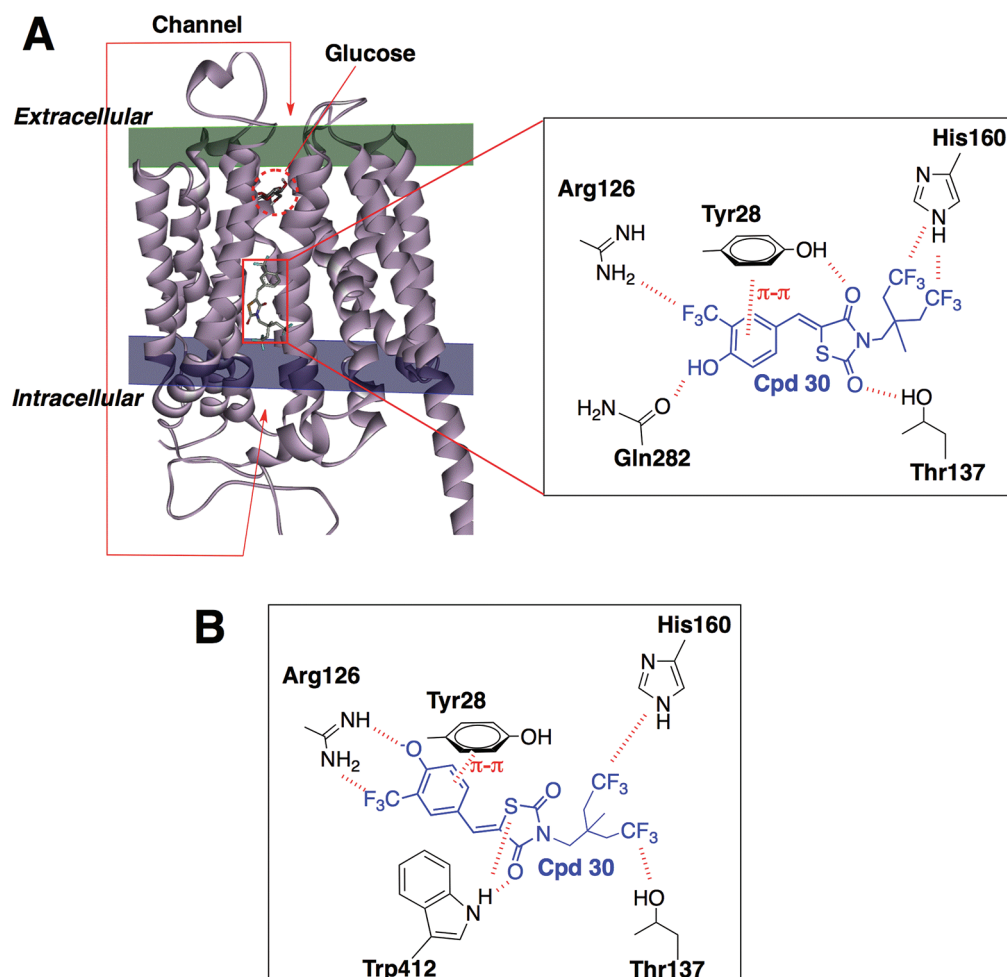 A
Channel
Glucose
Extracellular
Intracellular
His160
N
N
H
Arg126
NH
NH2
Tyr28
OH
π-π
CF3
CF3
F3C
O
N
S
O
HO
Cpd 30
H2N
O
Gln282
HO
Thr137
B
His160
N
N
H
Arg126
NH
NH2
Tyr28
OH
π-π
-O
F3C
S
O
N
O
CF3
CF3
Cpd 30
H
N
HO
Trp412
Thr137